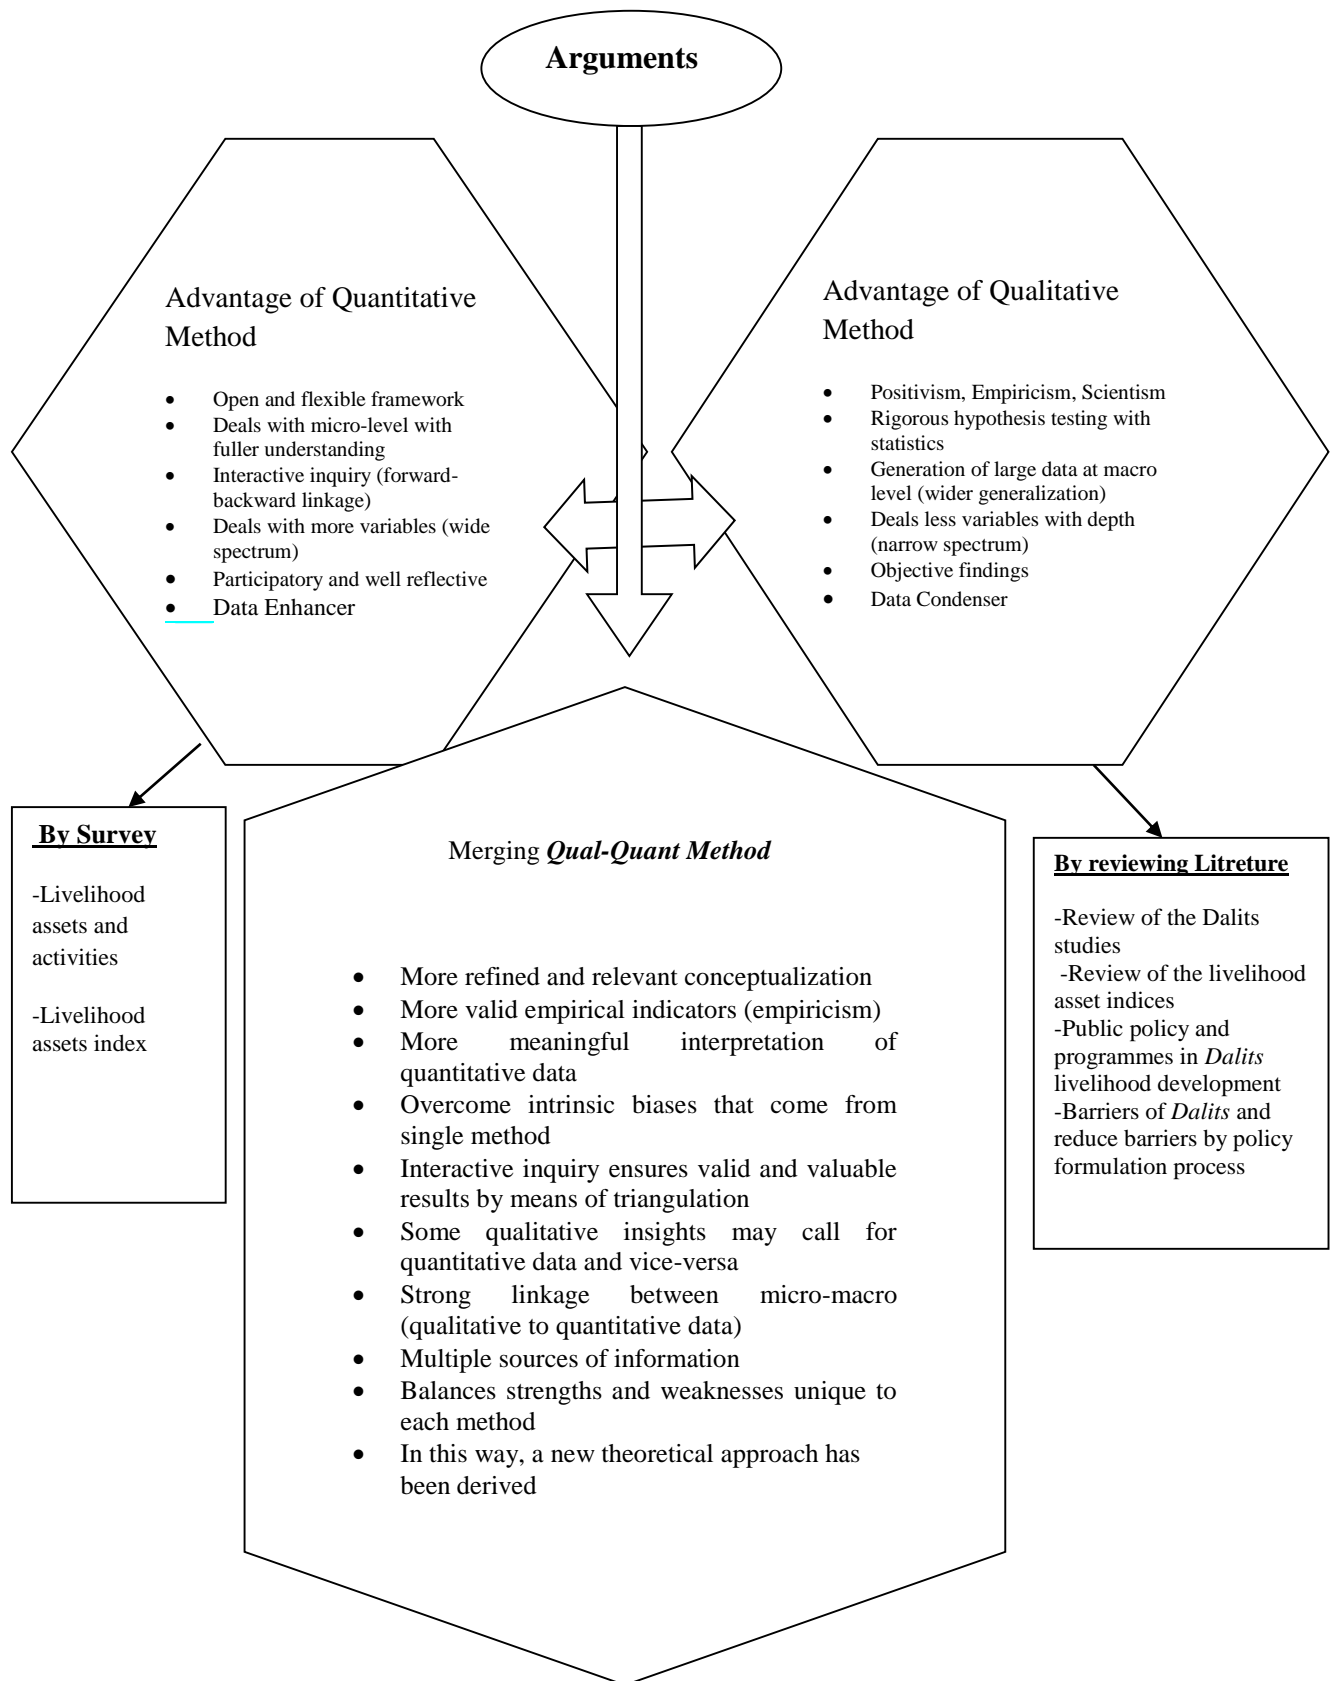 Arguments
Advantage of Quantitative
Method
• Open and flexible framework
• Deals with micro-level with
fuller understanding
• Interactive inquiry (forward-
backward linkage)
• Deals with more variables (wide
spectrum)
• Participatory and well reflective
• Data Enhancer
Advantage of Qualitative
Method
• Positivism, Empiricism, Scientism
• Rigorous hypothesis testing with
statistics
• Generation of large data at macro
level (wider generalization)
• Deals less variables with depth
(narrow spectrum)
• Objective findings
• Data Condenser
By Survey
-Livelihood
assets and
activities
-Livelihood
assets index
Merging Qual-Quant Method
• More refined and relevant conceptualization
• More valid empirical indicators (empiricism)
• More meaningful interpretation of
quantitative data
• Overcome intrinsic biases that come from
single method
• Interactive inquiry ensures valid and valuable
results by means of triangulation
• Some qualitative insights may call for
quantitative data and vice-versa
• Strong linkage between micro-macro
(qualitative to quantitative data)
• Multiple sources of information
• Balances strengths and weaknesses unique to
each method
• In this way, a new theoretical approach has
been derived
By reviewing Litreture
-Review of the Dalits
studies
-Review of the livelihood
asset indices
-Public policy and
programmes in Dalits
livelihood development
-Barriers of Dalits and
reduce barriers by policy
formulation process